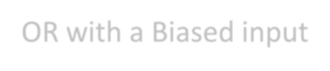 OR with a Biased input